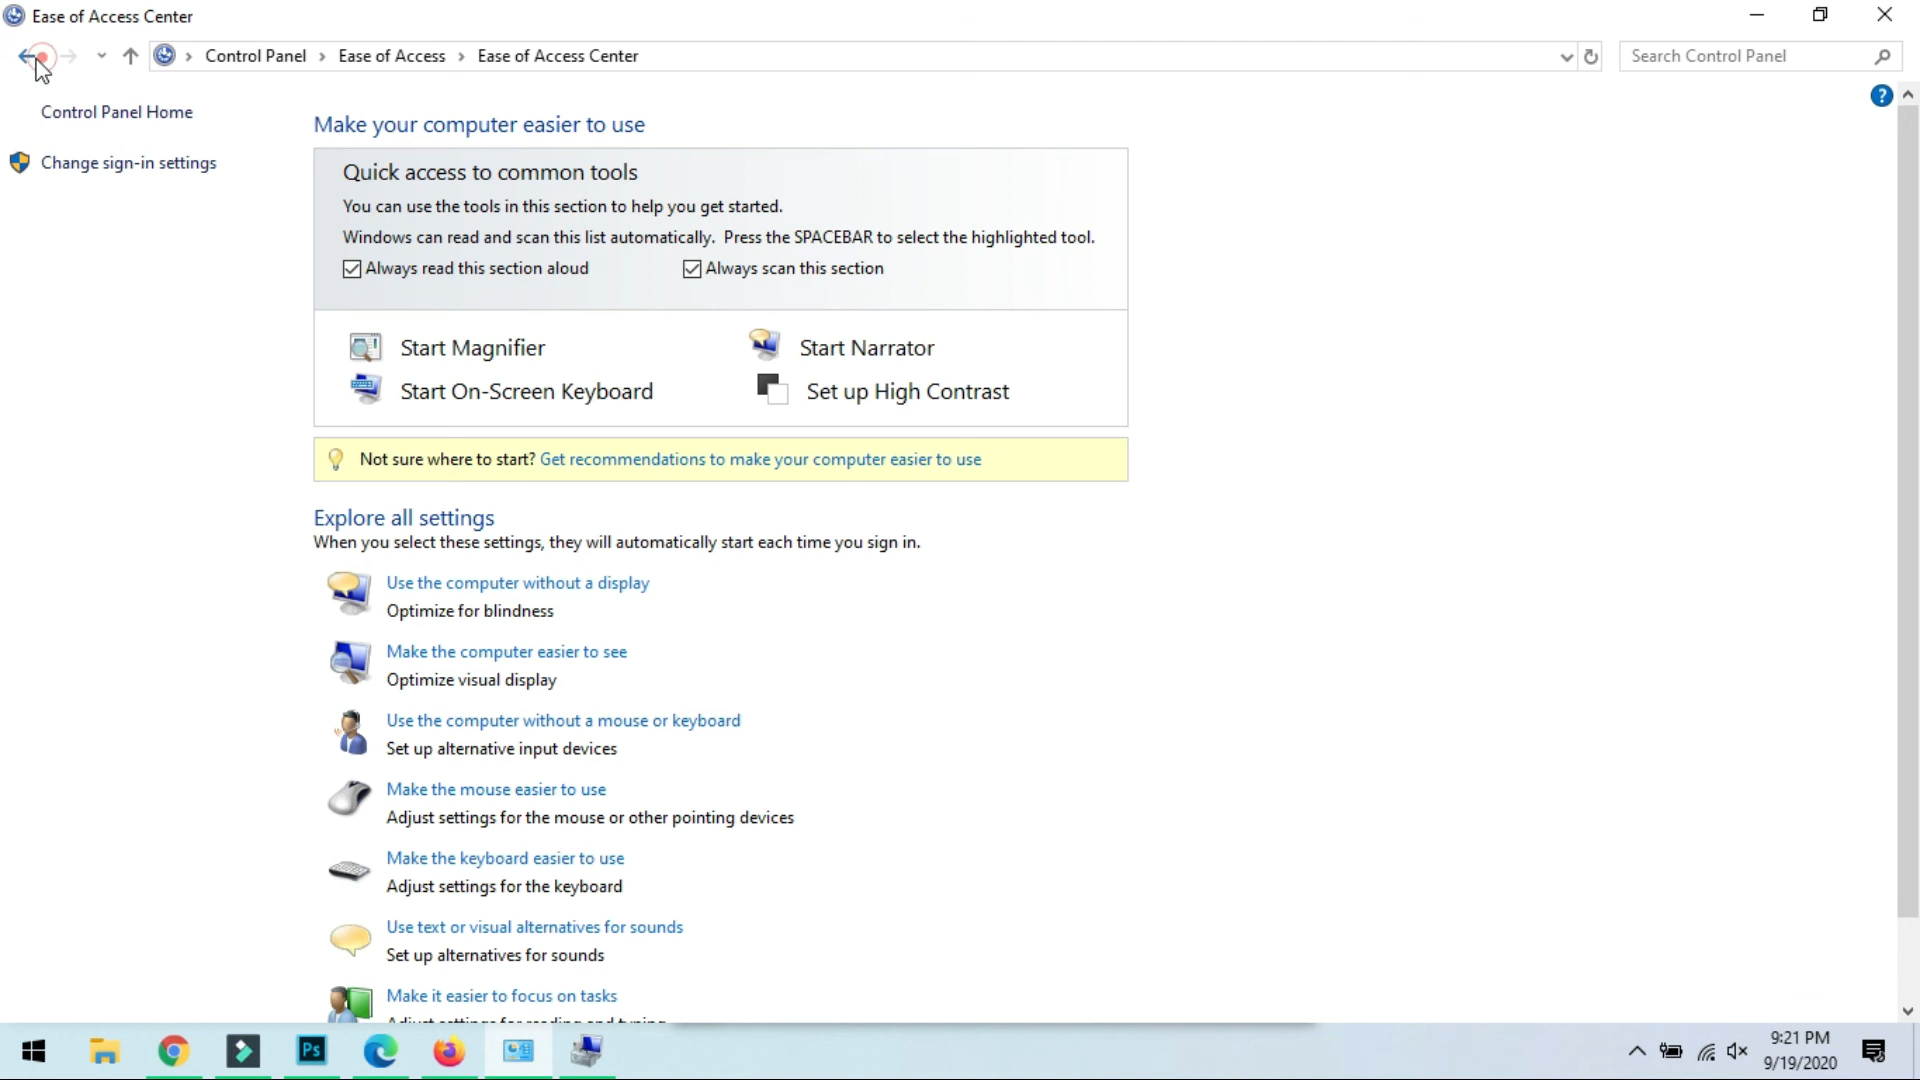 Ease of Access Center
Control Panel
Ease of Access
Ease of Access Center
Search Control Panel
Control Panel Home
Change sign-in settings
?
Make your computer easier to use
Quick access to common tools
You can use the tools in this section to help you get started.
Windows can read and scan this list automatically.  Press the SPACEBAR to select the highlighted tool.
Always read this section aloud
Always scan this section
Start Magnifier
Start Narrator
Start On-Screen Keyboard
Set up High Contrast
Not sure where to start? Get recommendations to make your computer easier to use
Explore all settings
When you select these settings, they will automatically start each time you sign in.
Use the computer without a display
Optimize for blindness
Make the computer easier to see
Optimize visual display
Use the computer without a mouse or keyboard
Set up alternative input devices
Make the mouse easier to use
Adjust settings for the mouse or other pointing devices
Make the keyboard easier to use
Adjust settings for the keyboard
Use text or visual alternatives for sounds
Set up alternatives for sounds
Make it easier to focus on tasks
Adjust settings for reading and typing
Ps
9:21 PM
9/19/2020